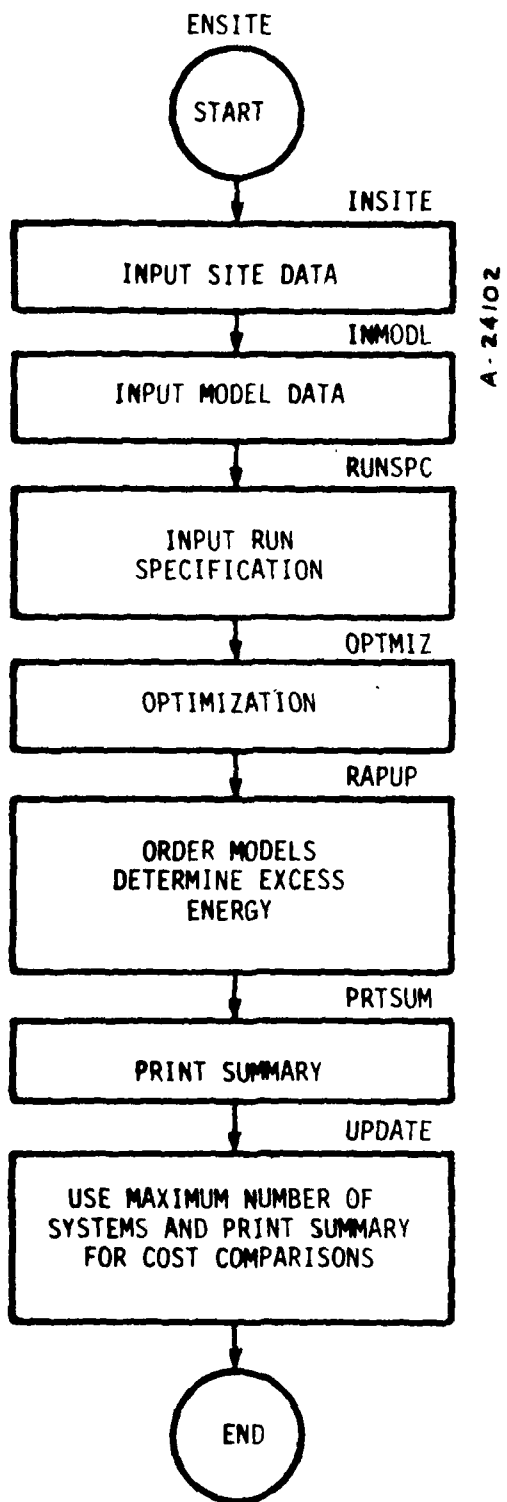 ENSITE
START
INSITE
INPUT SITE DATA
A-24102
INMODL
INPUT MODEL DATA
RUNSPC
INPUT RUN
SPECIFICATION
OPTMIZ
OPTIMIZATION
RAPUP
ORDER MODELS
DETERMINE EXCESS
ENERGY
PRTSUM
PRINT SUMMARY
UPDATE
USE MAXIMUM NUMBER OF
SYSTEMS AND PRINT SUMMARY
FOR COST COMPARISONS
END